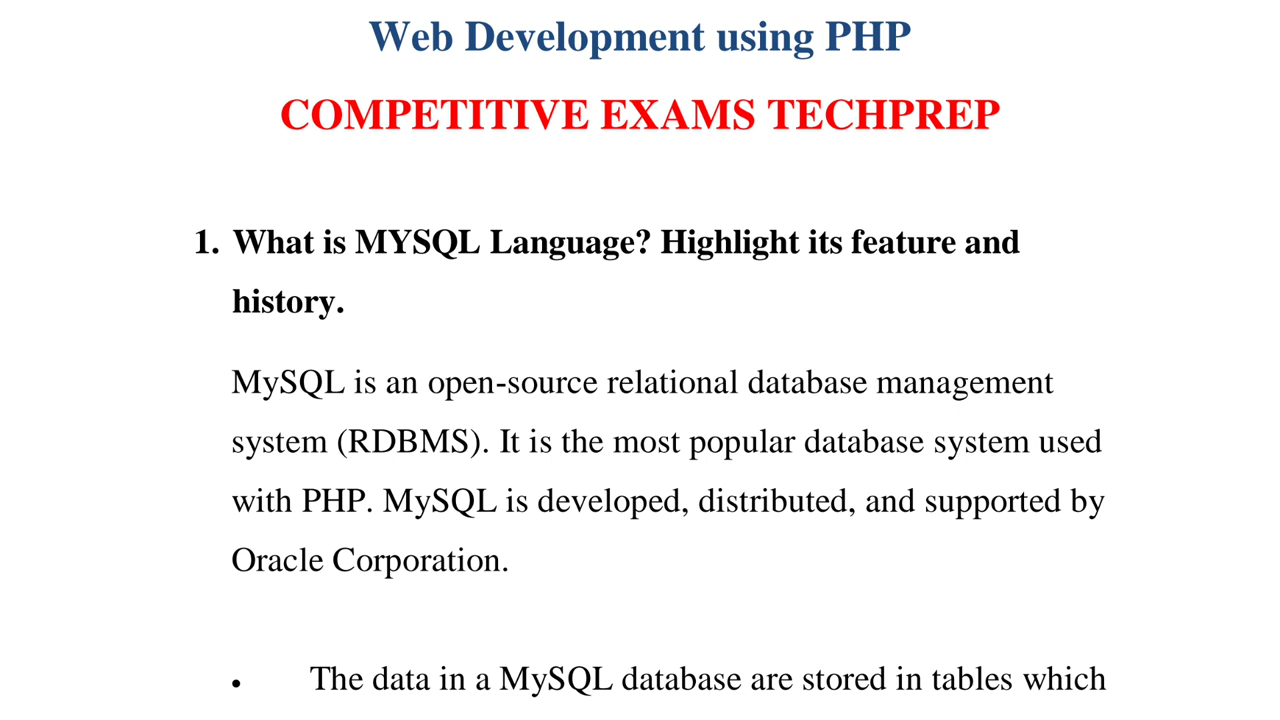 Web Development using PHP
COMPETITIVE EXAMS TECHPREP
1. What is MYSQL Language? Highlight its feature and
history.
MySQL is an open-source relational database management
system (RDBMS). It is the most popular database system used
with PHP. MySQL is developed, distributed, and supported by
Oracle Corporation.
• The data in a MySQL database are stored in tables which